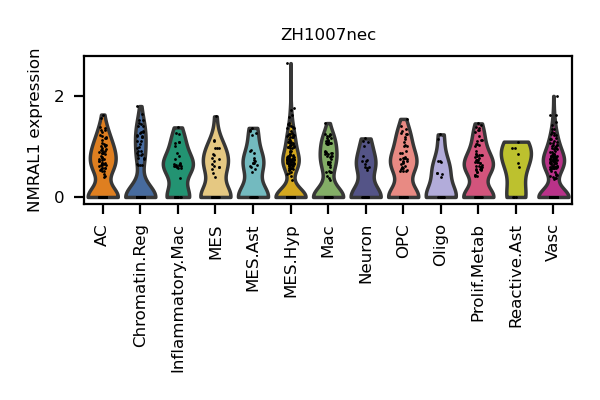 ZH1007nec
NMRAL1 expression
2
0
AC
Chromatin.Reg
Inflammatory.Mac
MES
MES.Ast
MES.Hyp
Mac
Neuron
OPC
Oligo
Prolif.Metab
Reactive.Ast
Vasc